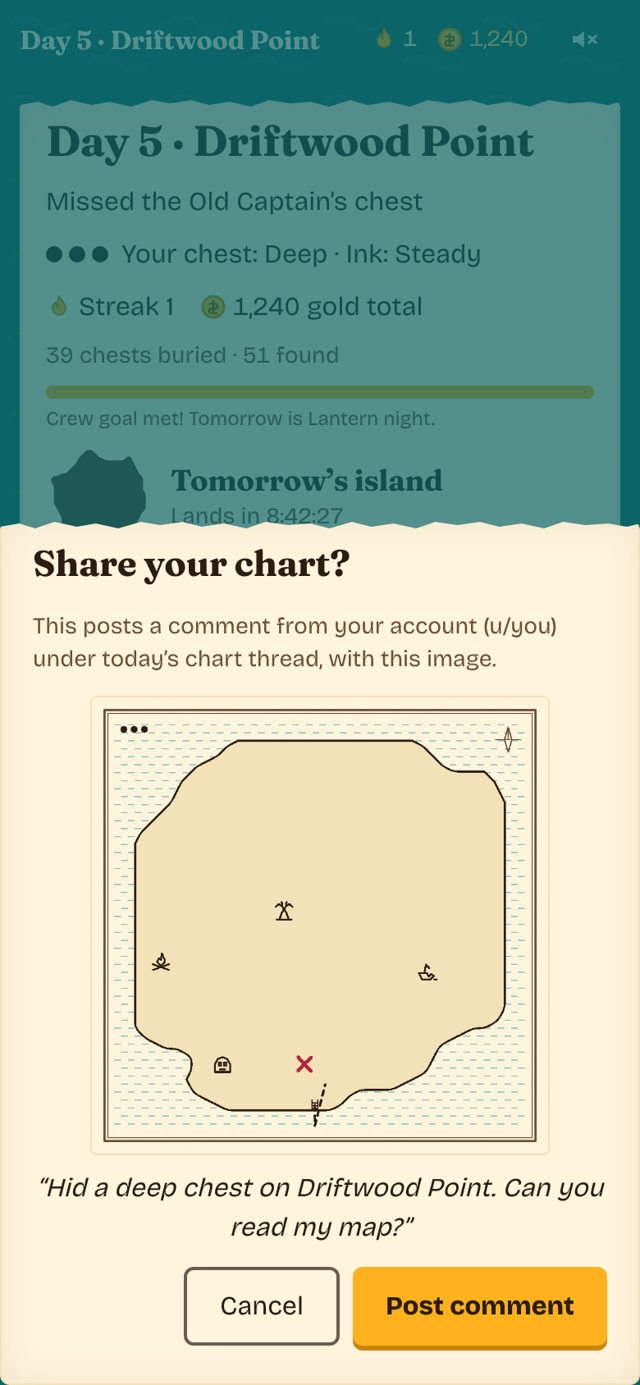 Day 5 · Driftwood Point 1 1,240
Day 5 · Driftwood Point
Missed the Old Captain’s chest
Your chest: Deep · Ink: Steady
Streak 1 1,240 gold total
39 chests buried · 51 found
Crew goal met! Tomorrow is Lantern night.
Tomorrow’s island
Lands in 8:42:27
Share your chart?
This posts a comment from your account (u/you)
under today’s chart thread, with this image.
“Hid a deep chest on Driftwood Point. Can you
read my map?”
Cancel Post comment